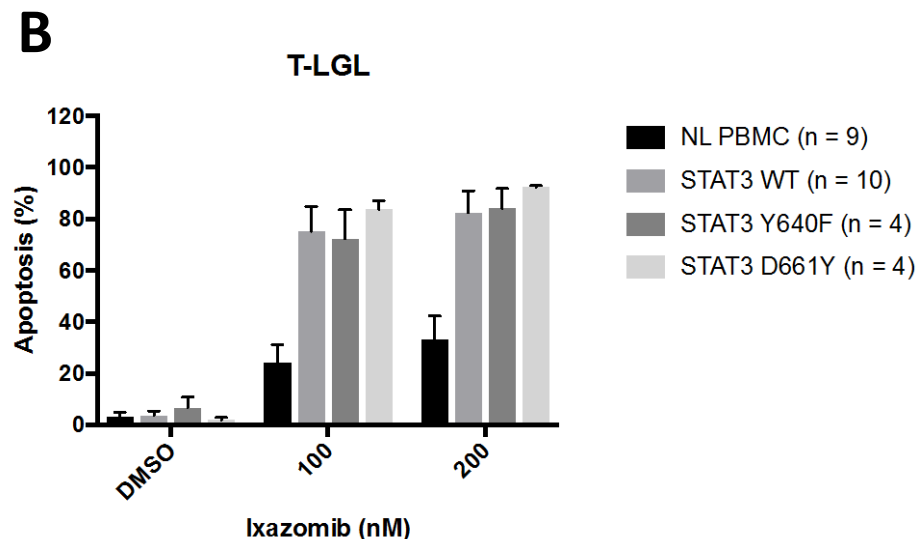 B
T-LGL
120
100
80
60
40
20
0
Apoptosis (%)
DMSO
100
200
Ixazomib (nM)
NL PBMC (n = 9)
STAT3 WT (n = 10)
STAT3 Y640F (n = 4)
STAT3 D661Y (n = 4)